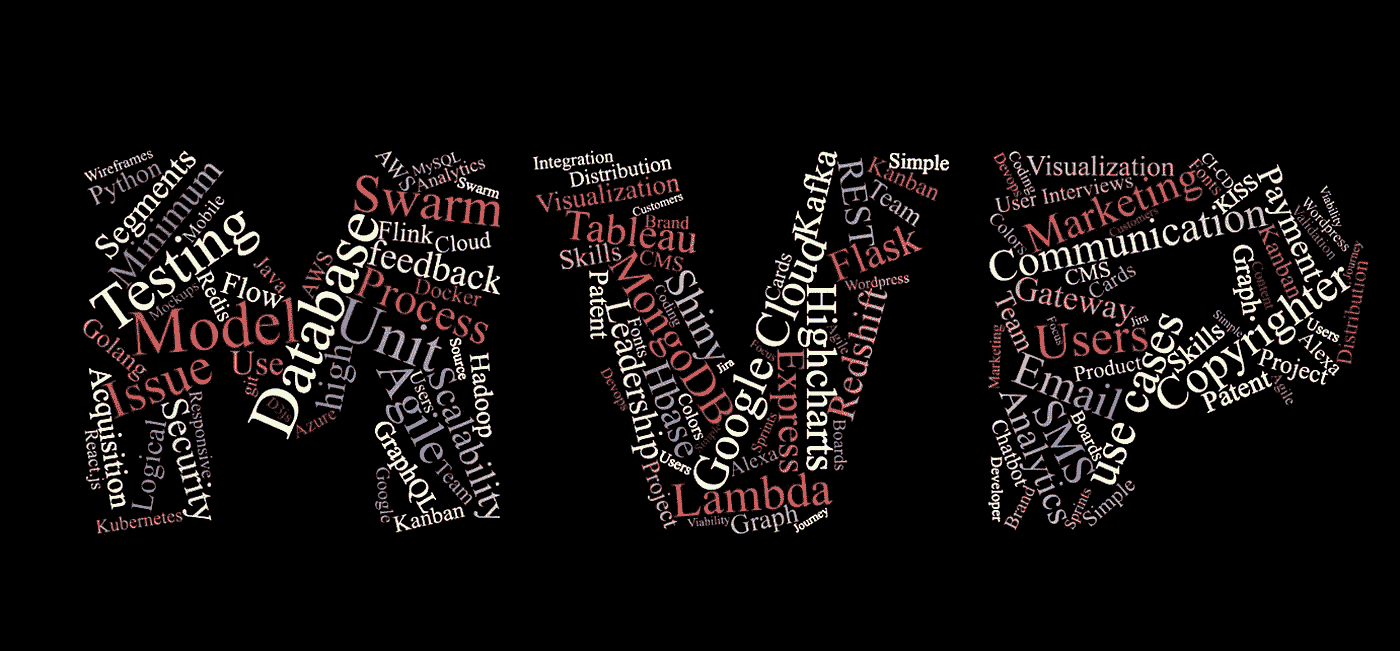 Wireframes
Python
Segments
Minimum
Mobile
Testing
Mockups
Redis
Flow
Java
AWS
Model
Golang
Issue
Use
git
D3js
Azure
Acquisition
React.js
Logical
Security
Responsive
Kubernetes
Database
high
AWS
MySQL
Analytics
Swarm
Swarm
Flink
Cloud
feedback
Process
Docker
Unit
Source
Hadoop
Users
Agile
Scalability
GraphQL
Team
Google
Kanban
Integration
Distribution
Visualization
Customers
Brand
Tableau
Skills
CMS
Patent
MongoDB
Shiny
Coding
Leadership
Fonts
Hbase
Jira
Devops
Colors
Simple
Users
Project
Google
Cloud
Kafka
Cards
Focus
Sprints
Alexa
Express
Highcharts
Agile
Boards
Redshift
REST
Kanban
Simple
Team
Flask
Wordpress
Lambda
Viability
Graph
Journey
Devops
Coding
Visualization
CI-CD
Fonts
User Interviews
Marketing
Customers
KISS
Colors
Communication
CMS
Cards
Gateway
Jira
Team
Focus
Users
Marketing
Product
Email
use cases
Skills
Simple
Copyrighter
Graph
Content
Kanban
Payment
Viability
Wordpress
Validation
Journey
Distribution
Users
Alexa
Project
Patent
Agile
Analytics
SMS
Boards
Chatbot
Developer
Brand
Sprints
Simple